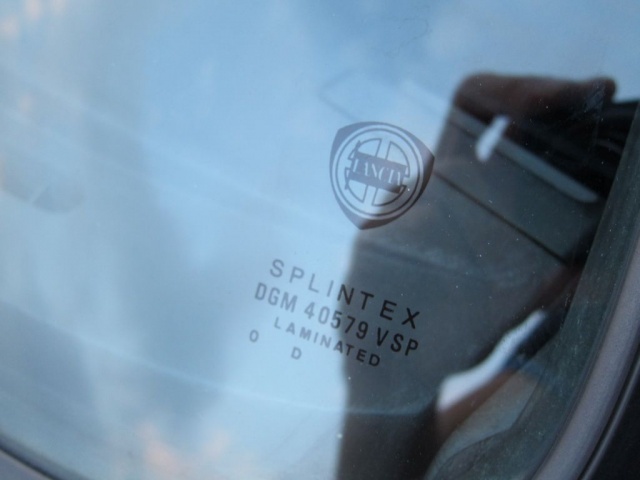 LANCIA
SPLINTEX
DGM 40579 VSP
LAMINATED
O D